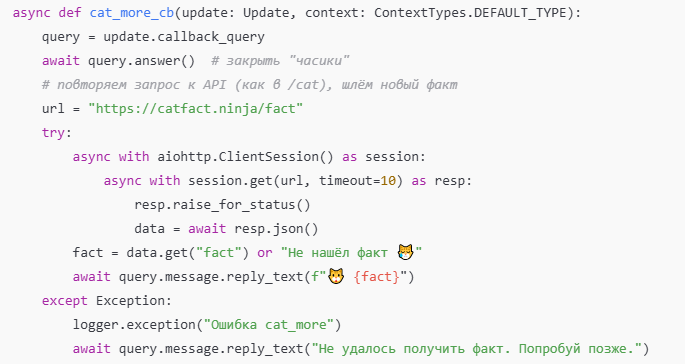 async def cat_more_cb(update: Update, context: ContextTypes.DEFAULT_TYPE):
    query = update.callback_query
    await query.answer()  # закрыть "часики"
    # повторяем запрос к API (как в /cat), шлём новый факт
    url = "https://catfact.ninja/fact"
    try:
        async with aiohttp.ClientSession() as session:
            async with session.get(url, timeout=10) as resp:
                resp.raise_for_status()
                data = await resp.json()
        fact = data.get("fact") or "Не нашёл факт 😹"
        await query.message.reply_text(f"🐱 {fact}")
    except Exception:
        logger.exception("Ошибка cat_more")
        await query.message.reply_text("Не удалось получить факт. Попробуй позже.")